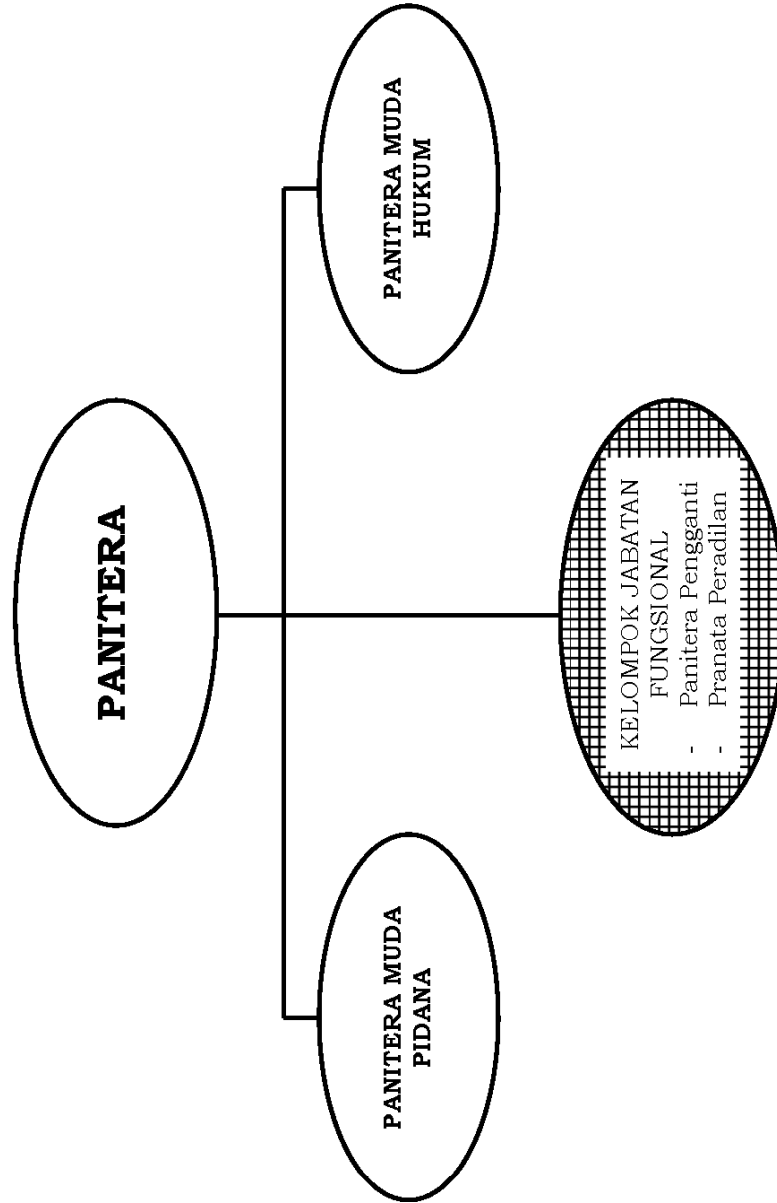 PANITERA
PANITERA MUDA
PIDANA
PANITERA MUDA
HUKUM
KELOMPOK JABATAN
FUNGSIONAL
- Panitera Pengganti
- Pranata Peradilan